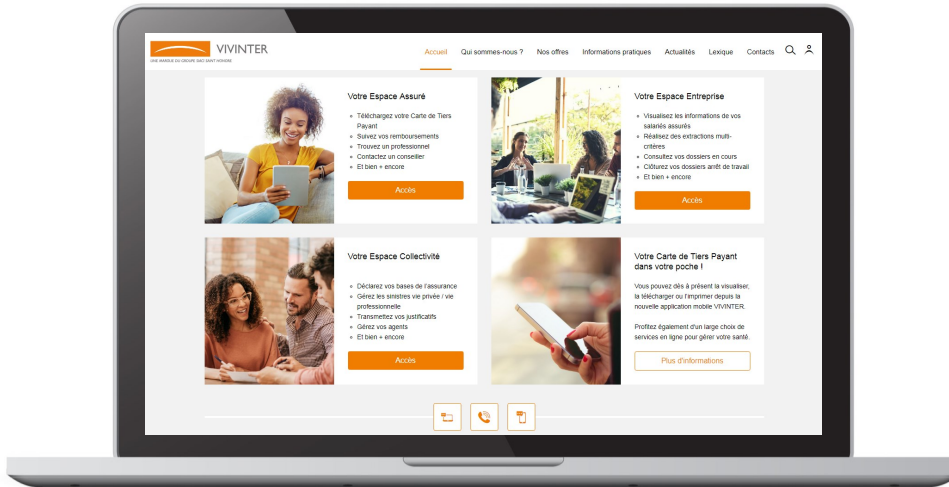 VIVINTER
UNE MARQUE DU GROUPE SIACI SAINT HONORE
Accueil Qui sommes-nous ? Nos offres Informations pratiques Actualités Lexique Contacts
Votre Espace Assuré
Téléchargez votre Carte de Tiers
Payant
Suivez vos remboursements
Trouvez un professionnel
Contactez un conseiller
Et bien + encore
Accès
Votre Espace Entreprise
Visualisez les informations de vos
salariés assurés
Réalisez des extractions multi-
critères
Consultez vos dossiers en cours
Clôturez vos dossiers arrêt de travail
Et bien + encore
Accès
Votre Espace Collectivité
Déclarez vos bases de l'assurance
Gérez les sinistres vie privée / vie
professionnelle
Transmettez vos justificatifs
Gérez vos agents
Et bien + encore
Accès
Votre Carte de Tiers Payant
dans votre poche !
Vous pouvez dès à présent la visualiser,
la télécharger ou l'imprimer depuis la
nouvelle application mobile VIVINTER.
Profitez également d'un large choix de
services en ligne pour gérer votre santé.
Plus d'informations